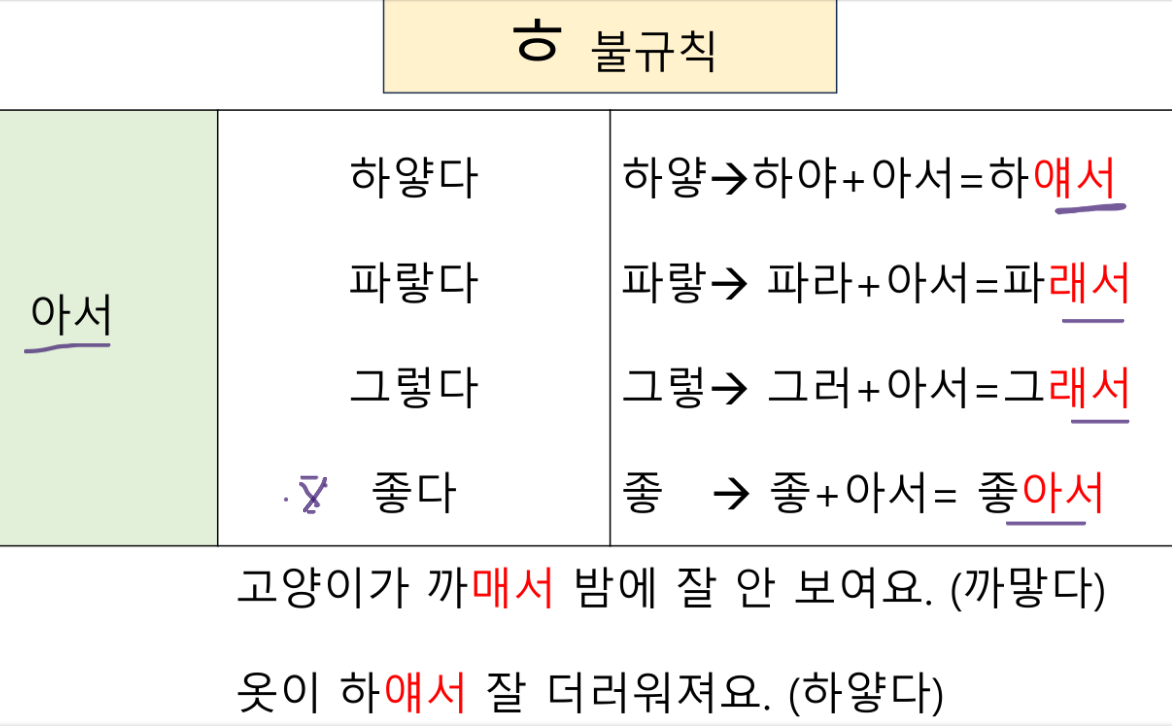 ㅎ 불규칙
하얗다 하얗→하야+아서=하얘서
파랗다 파랗→ 파라+아서=파래서
아서
그렇다 그렇→ 그러+아서=그래서
좋다 좋 → 좋+아서= 좋아서
고양이가 까매서 밤에 잘 안 보여요. (까맣다)
옷이 하얘서 잘 더러워져요. (하얗다)